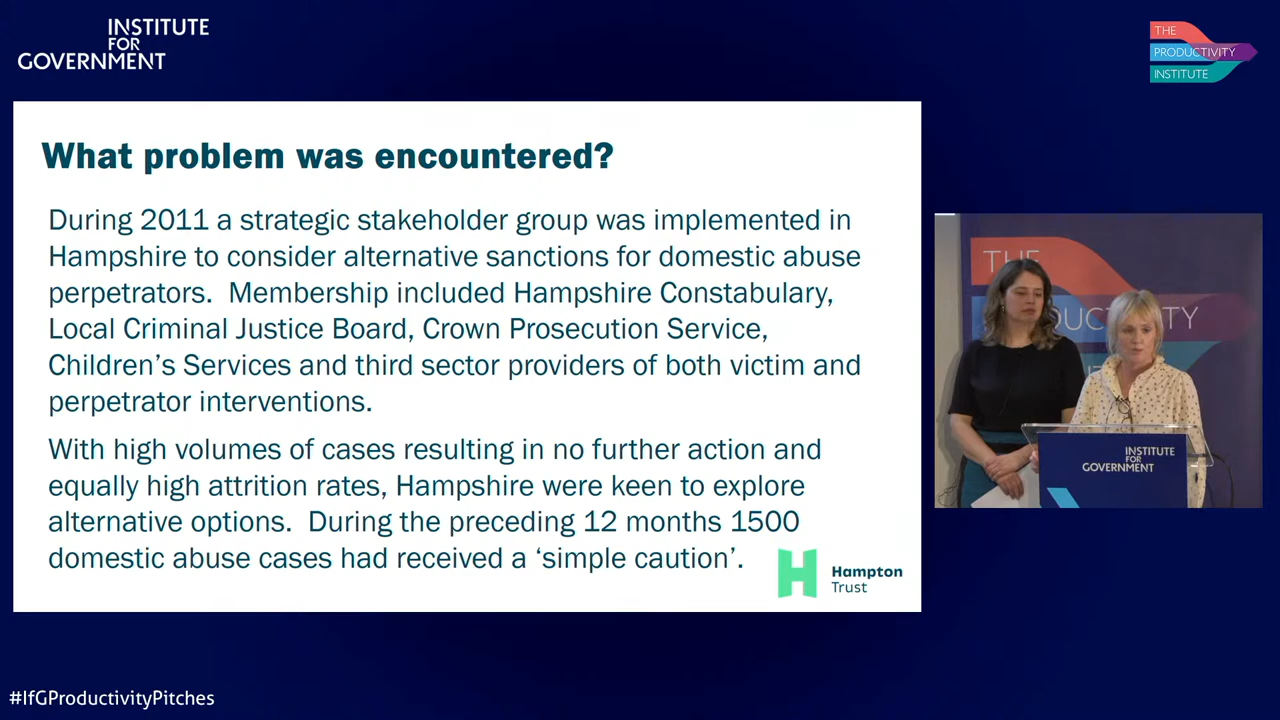 INSTITUTE
FOR
GOVERNMENT
THE
PRODUCTIVITY
INSTITUTE
What problem was encountered?
During 2011 a strategic stakeholder group was implemented in
Hampshire to consider alternative sanctions for domestic abuse
perpetrators. Membership included Hampshire Constabulary,
Local Criminal Justice Board, Crown Prosecution Service,
Children's Services and third sector providers of both victim and
perpetrator interventions.
With high volumes of cases resulting in no further action and
equally high attrition rates, Hampshire were keen to explore
alternative options. During the preceding 12 months 1500
domestic abuse cases had received a 'simple caution'.
Hampton
Trust
THE
INSTITUTE
FOR
GOVERNMENT
#IfGProductivityPitches